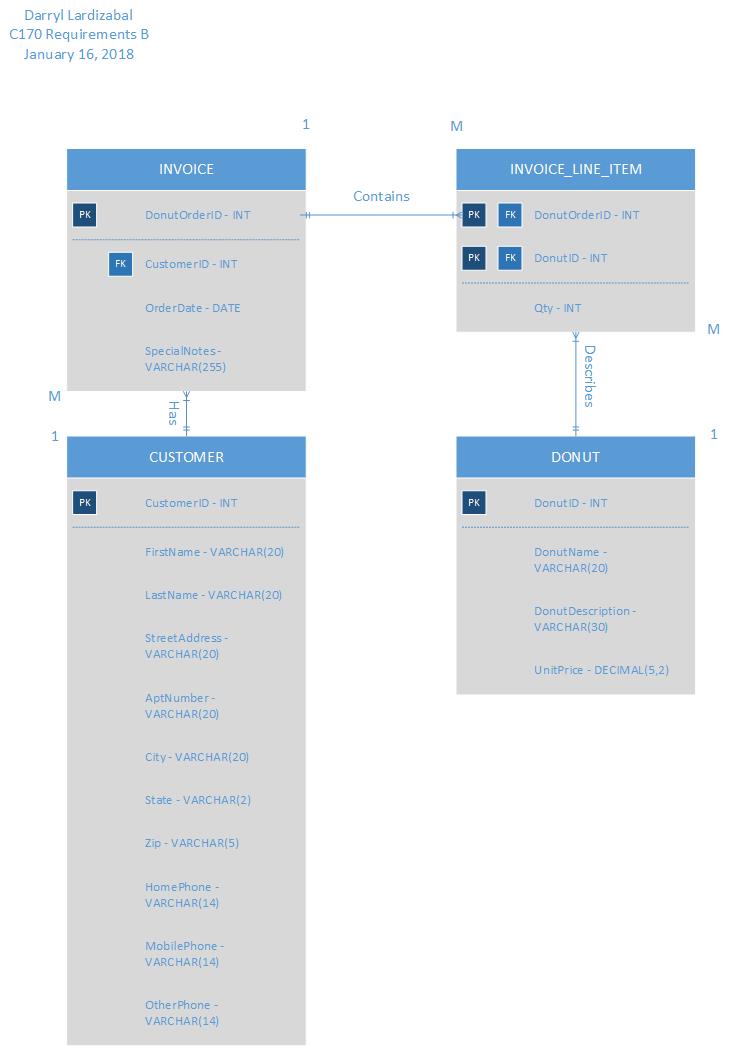 Darryl Lardizabal
C170 Requirements B
January 16, 2018
1
M
INVOICE
PK
DonutOrderID - INT
FK
CustomerID - INT
OrderDate - DATE
SpecialNotes -
VARCHAR(255)
Contains
INVOICE_LINE_ITEM
PK FK DonutOrderID - INT
PK FK DonutID - INT
Qty - INT
M
M
Has
1
Describes
1
CUSTOMER
PK
CustomerID - INT
FirstName - VARCHAR(20)
LastName - VARCHAR(20)
StreetAddress -
VARCHAR(20)
AptNumber -
VARCHAR(20)
City - VARCHAR(20)
State - VARCHAR(2)
Zip - VARCHAR(5)
HomePhone -
VARCHAR(14)
MobilePhone -
VARCHAR(14)
OtherPhone -
VARCHAR(14)
DONUT
PK
DonutID - INT
DonutName -
VARCHAR(20)
DonutDescription -
VARCHAR(30)
UnitPrice - DECIMAL(5,2)